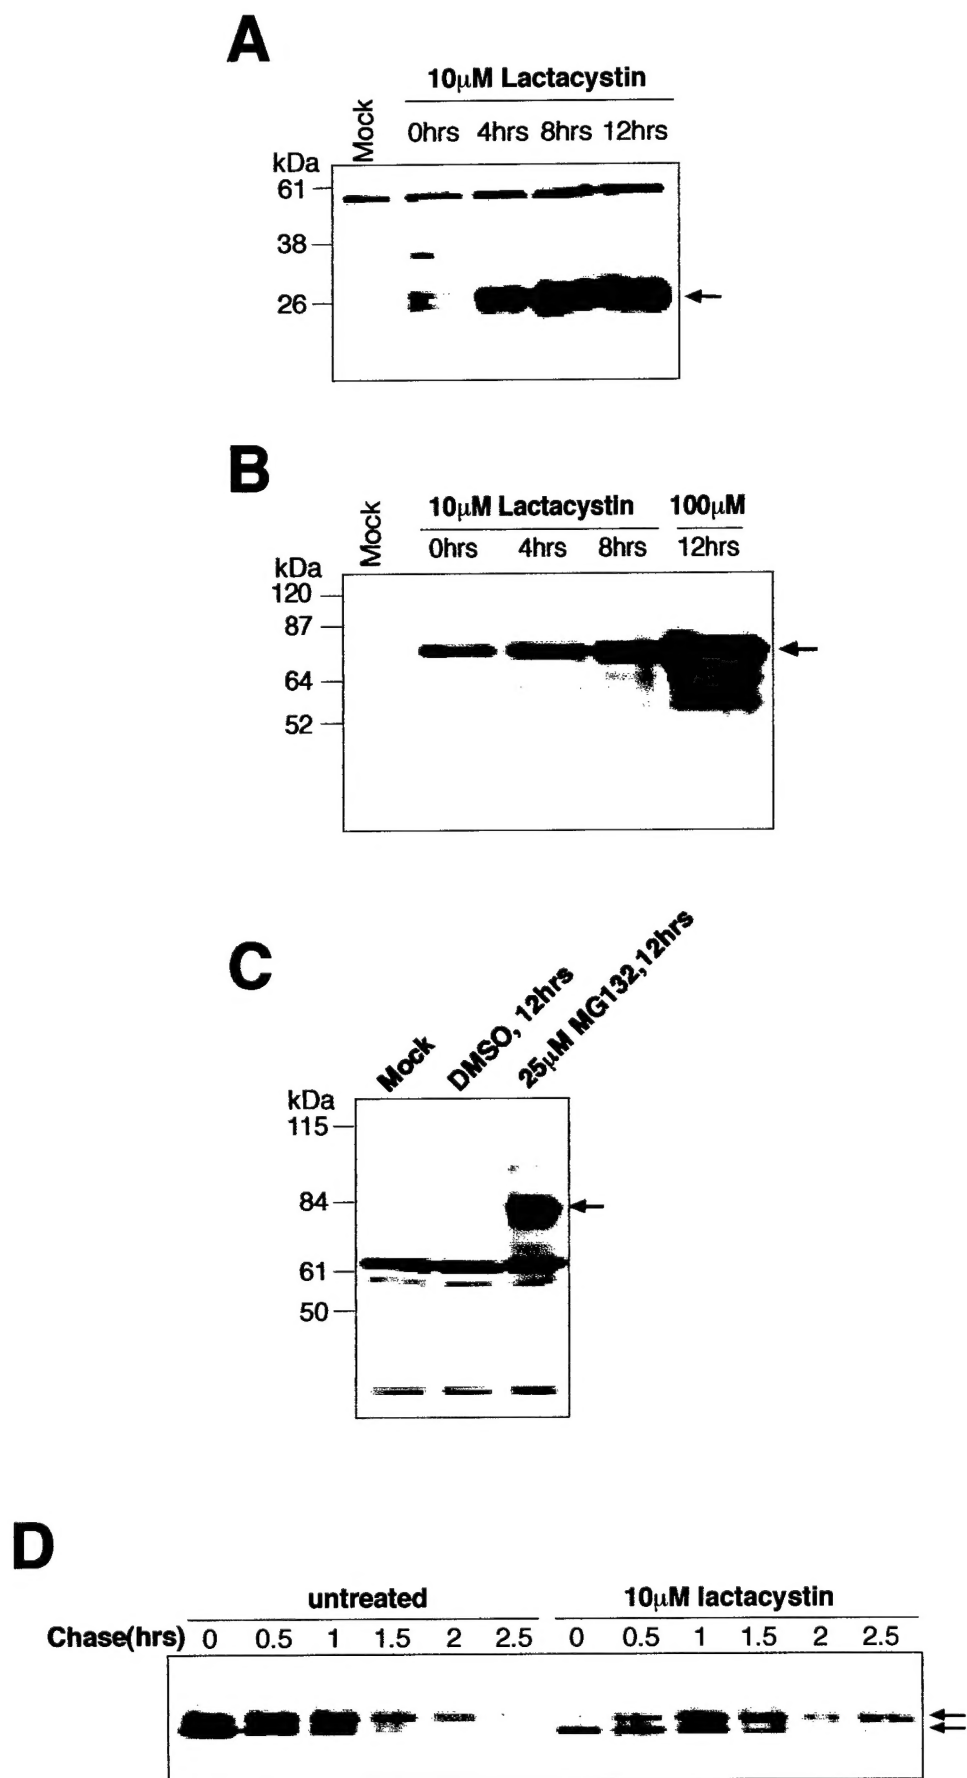 A
10μM Lactacystin
Mock
0hrs 4hrs 8hrs 12hrs
kDa
61
38
26
B
10μM Lactacystin 100μM
Mock
0hrs 4hrs 8hrs 12hrs
kDa
120
87
64
52
C
Mock
DMSO, 12hrs
25μM MG132,12hrs
kDa
115
84
61
50
D
untreated 10μM lactacystin
Chase(hrs) 0 0.5 1 1.5 2 2.5 0 0.5 1 1.5 2 2.5